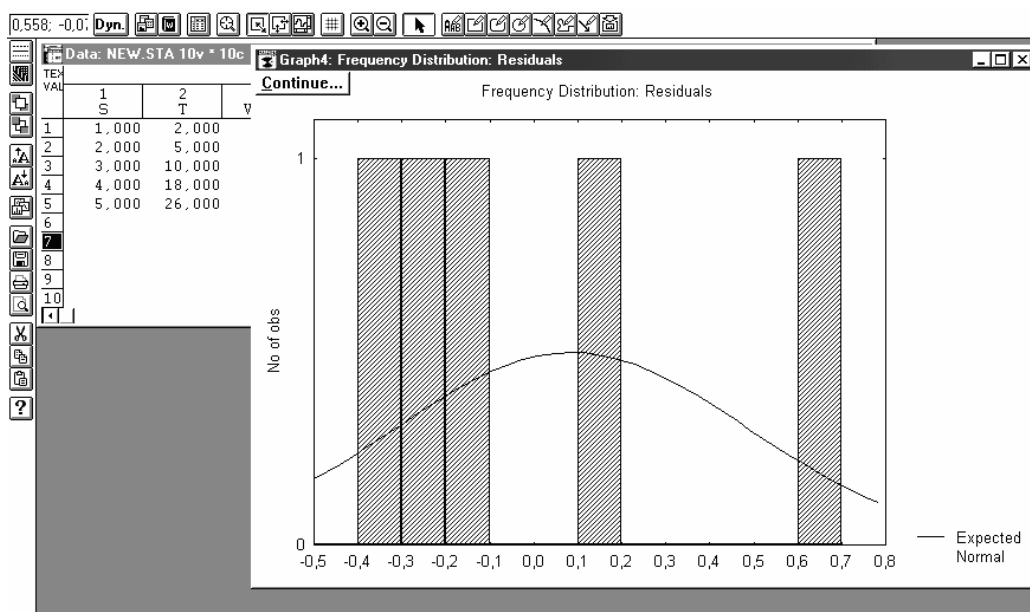 0,558; -0,0 Dyn.
Data: NEW.STA 10v * 10c
TEX
VAL
1 2
S T V
1 1,000 2,000
2 2,000 5,000
3 3,000 10,000
4 4,000 18,000
5 5,000 26,000
6
7
8
9
10
?
Graph4: Frequency Distribution: Residuals
Continue...
Frequency Distribution: Residuals
No of obs
1
0
-0,5 -0,4 -0,3 -0,2 -0,1 0,0 0,1 0,2 0,3 0,4 0,5 0,6 0,7 0,8
Expected
Normal